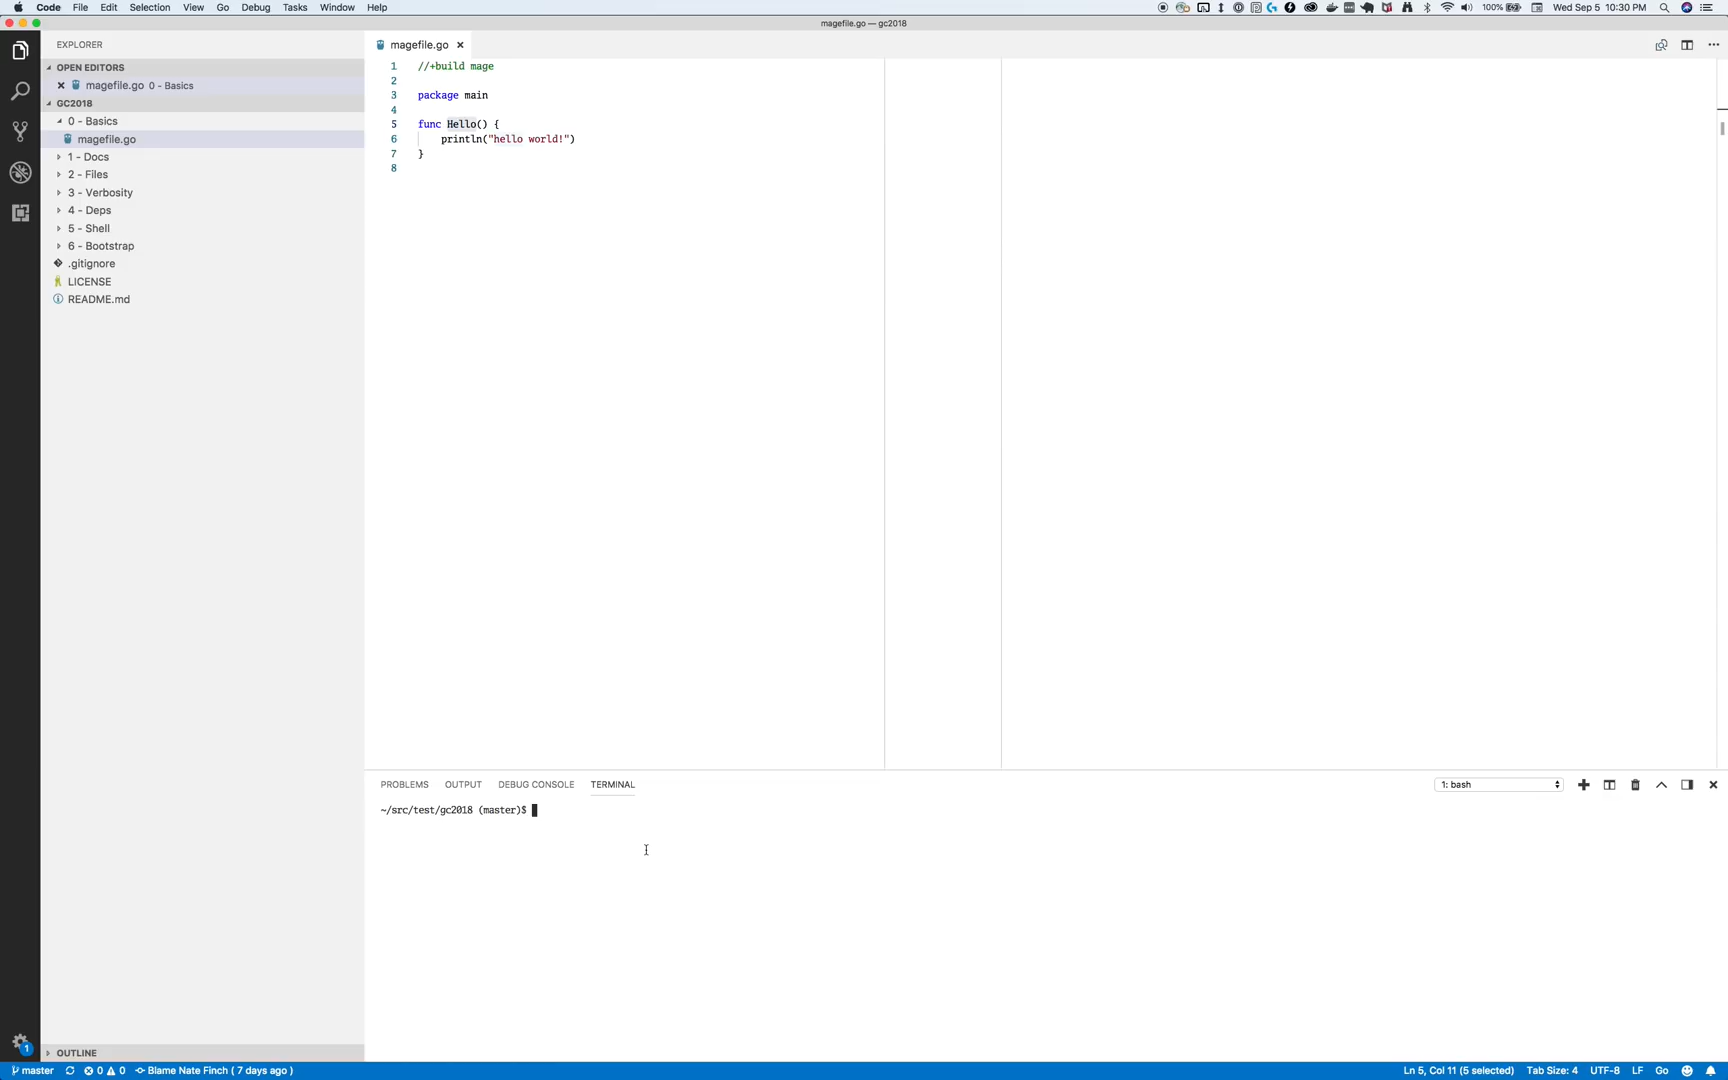 Code File Edit Selection View Go Debug Tasks Window Help 100% Wed Sep 5 10:30 PM
magefile.go — gc2018
EXPLORER
OPEN EDITORS
magefile.go 0 - Basics
GC2018
0 - Basics
magefile.go
1 - Docs
2 - Files
3 - Verbosity
4 - Deps
5 - Shell
6 - Bootstrap
.gitignore
LICENSE
README.md
OUTLINE
magefile.go
1 //+build mage
2
3 package main
4
5 func Hello() {
6 println("hello world!")
7 }
8
PROBLEMS OUTPUT DEBUG CONSOLE TERMINAL 1: bash
~/src/test/gc2018 (master)$
1
master 0 0 Blame Nate Finch ( 7 days ago ) Ln 5, Col 11 (5 selected) Tab Size: 4 UTF-8 LF Go